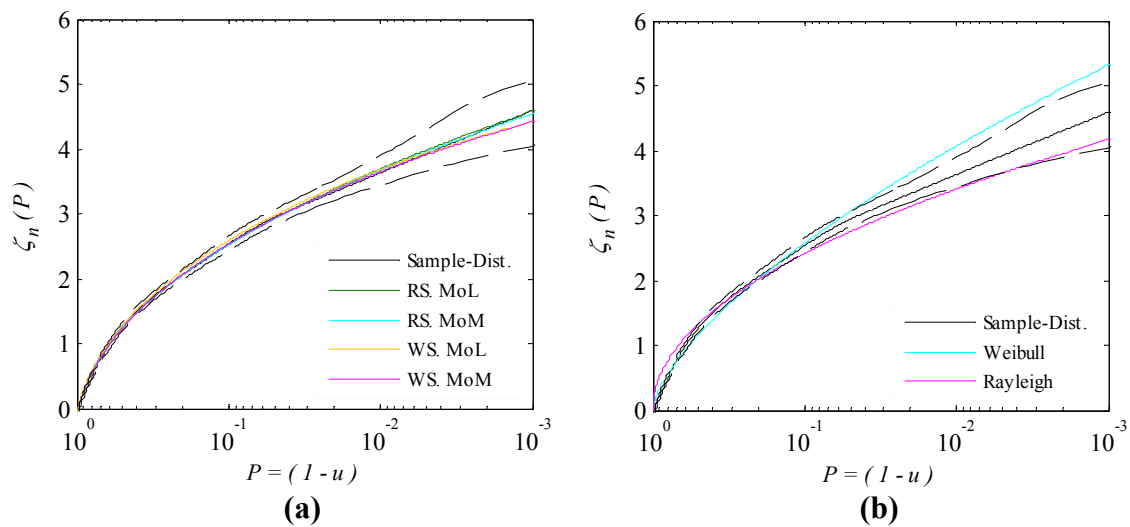 6
5
4
3
2
1
0
ζn (P)
Sample-Dist.
RS. MoL
RS. MoM
WS. MoL
WS. MoM
10^0
10^-1
10^-2
10^-3
P = ( 1 - u )
(a)
6
5
4
3
2
1
0
ζn (P)
Sample-Dist.
Weibull
Rayleigh
10^0
10^-1
10^-2
10^-3
P = ( 1 - u )
(b)